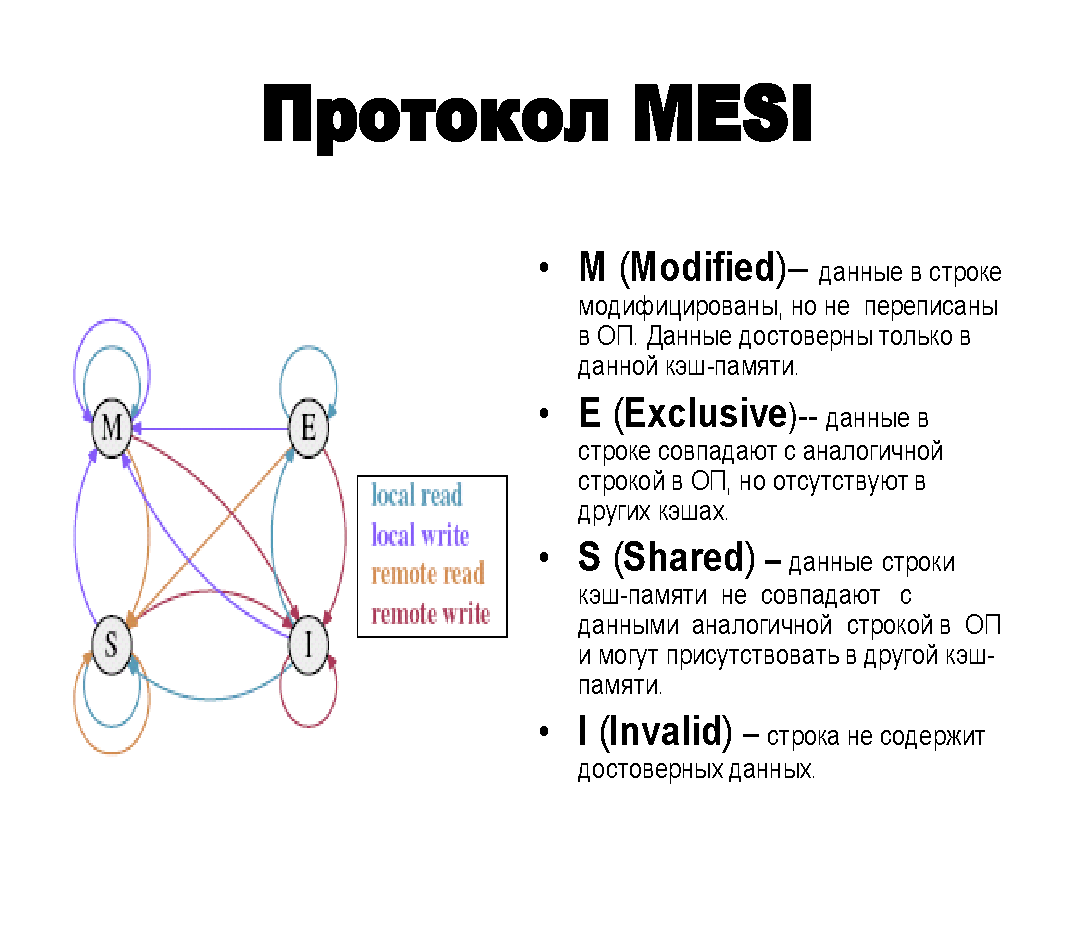 Протокол MESI
• M (Modified)– данные в строке
модифицированы, но не переписаны
в ОП. Данные достоверны только в
данной кэш-памяти.
• E (Exclusive)-- данные в
строке совпадают с аналогичной
строкой в ОП, но отсутствуют в
других кэшах.
• S (Shared) – данные строки
кэш-памяти не совпадают с
данными аналогичной строкой в ОП
и могут присутствовать в другой кэш-
памяти.
• I (Invalid) – строка не содержит
достоверных данных.
M
E
S
I
local read
local write
remote read
remote write